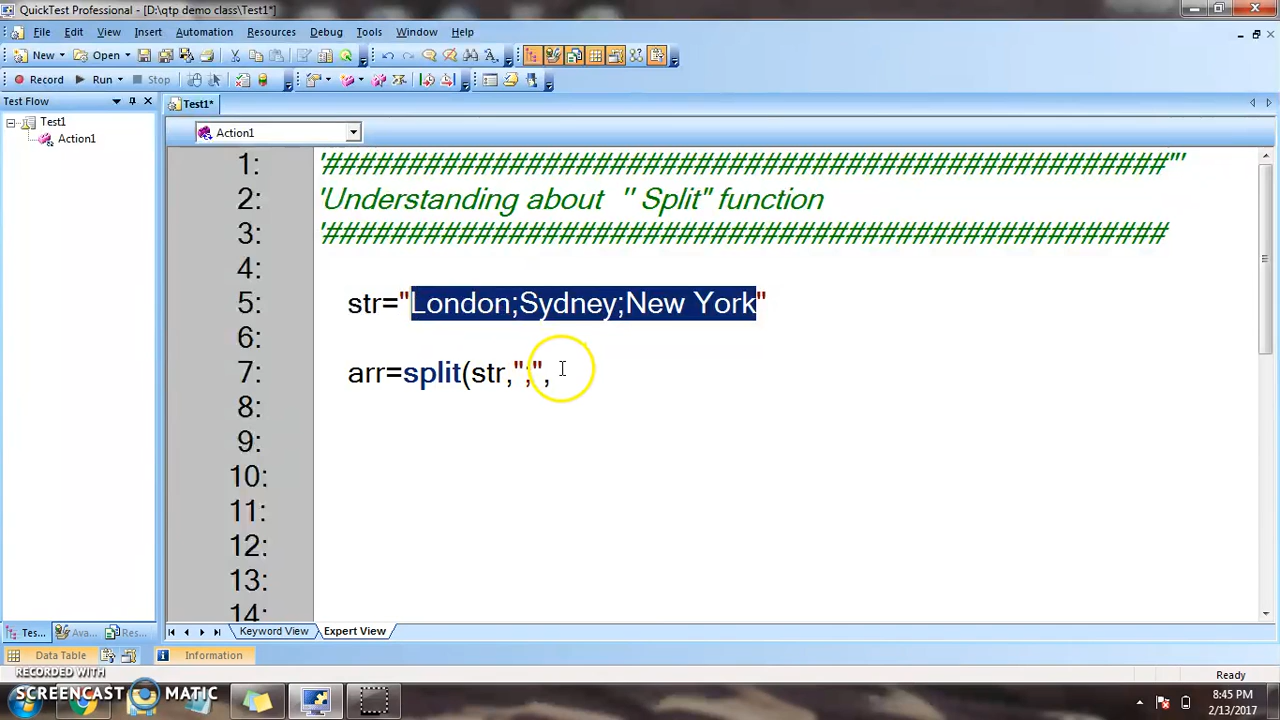 QuickTest Professional - [D:\qtp demo class\Test1*]
File Edit View Insert Automation Resources Debug Tools Window Help
New Open
Record Run Stop
Test Flow
Test1*
Test1
Action1
Action1
1: '######################################################"'
2: 'Understanding about " Split" function
3: '######################################################
4:
5: str="London;Sydney;New York"
6:
7: arr=split(str,";",
8:
9:
10:
11:
12:
13:
14:
Tes... Ava... Res...
Keyword View Expert View
Data Table Information
RECORDED WITH
SCREENCAST MATIC
Ready
8:45 PM
2/13/2017